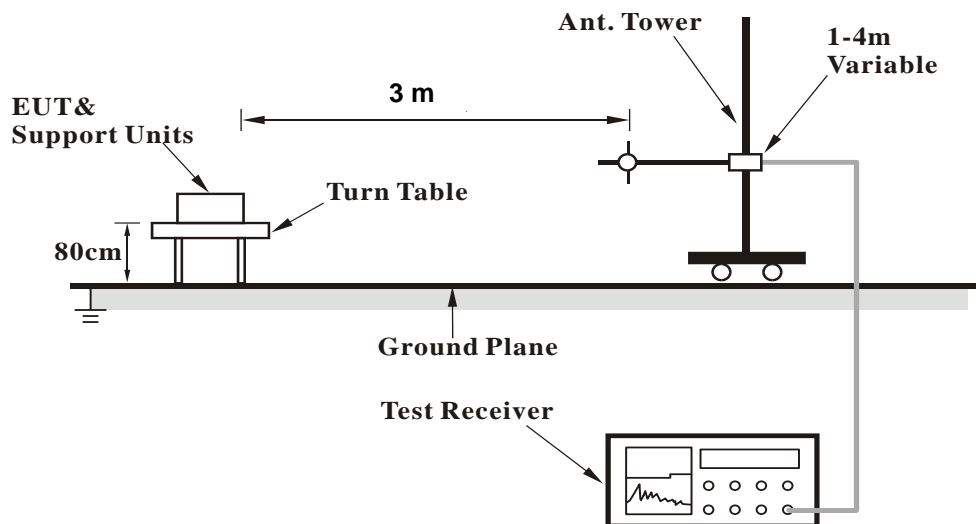 Ant. Tower
1-4m
Variable
3 m
EUT&
Support Units
Turn Table
80cm
Ground Plane
Test Receiver